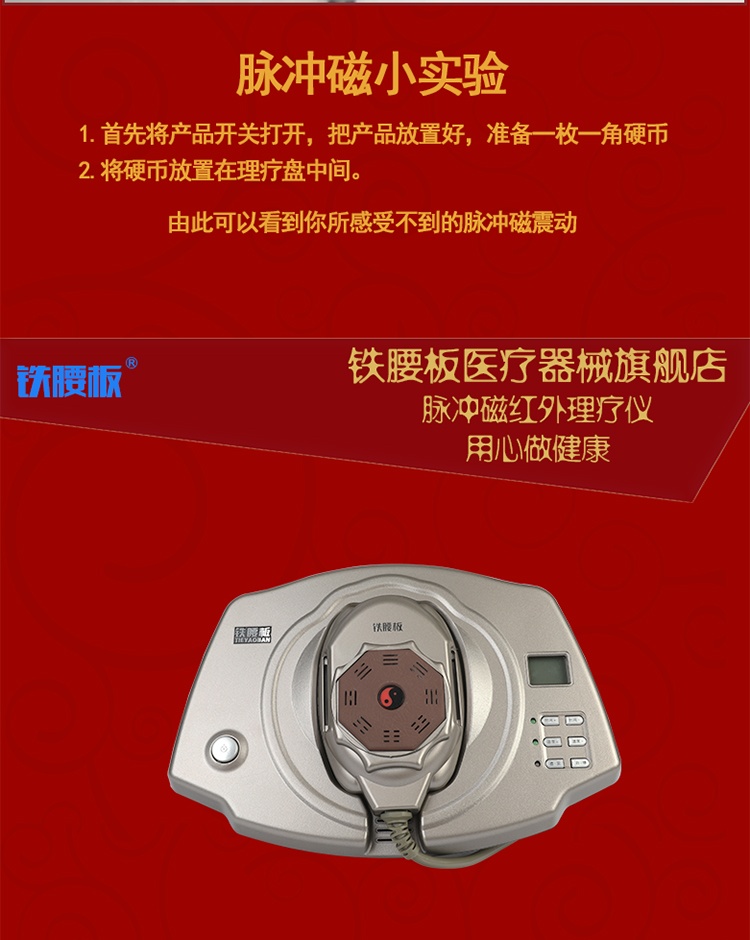 脉冲磁小实验
1.首先将产品开关打开，把产品放置好，准备一枚一角硬币
2.将硬币放置在理疗盘中间。
由此可以看到你所感受不到的脉冲磁震动
铁腰板®
铁腰板医疗器械旗舰店
脉冲磁红外理疗仪
用心做健康
铁腰板
铁腰板
TIEYAOBAN